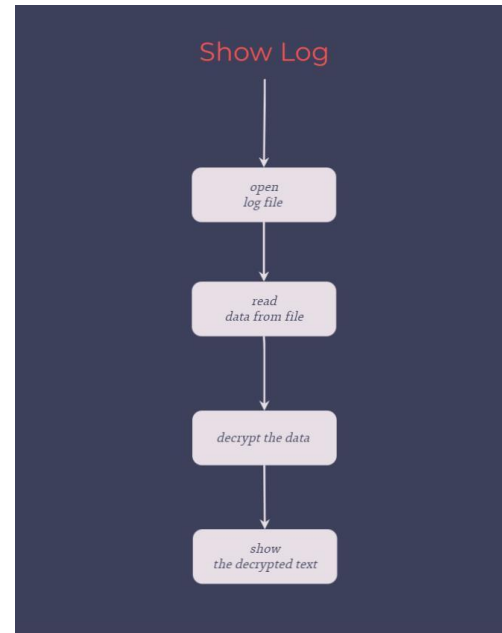 Show Log
open
log file
read
data from file
decrypt the data
show
the decrypted text